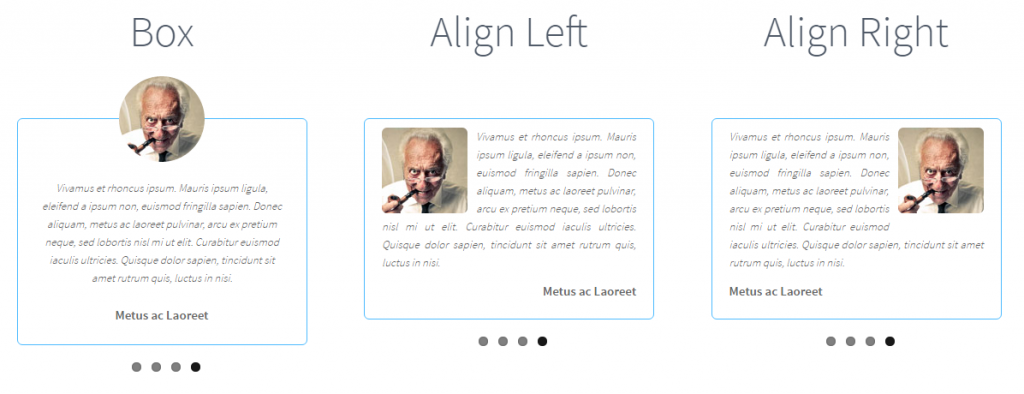 Box
Vivamus et rhoncus ipsum. Mauris ipsum ligula,
eleifend a ipsum non, euismod fringilla sapien. Donec
aliquam, metus ac laoreet pulvinar, arcu ex pretium
neque, sed lobortis nisl mi ut elit. Curabitur euismod
iaculis ultricies. Quisque dolor sapien, tincidunt sit
amet rutrum quis, luctus in nisi.
Metus ac Laoreet
Align Left
Vivamus et rhoncus ipsum. Mauris
ipsum ligula, eleifend a ipsum non,
euismod fringilla sapien. Donec
aliquam, metus ac laoreet pulvinar,
arcu ex pretium neque, sed lobortis
nisl mi ut elit. Curabitur euismod iaculis ultricies.
Quisque dolor sapien, tincidunt sit amet rutrum quis,
luctus in nisi.
Metus ac Laoreet
Align Right
Vivamus et rhoncus ipsum. Mauris
ipsum ligula, eleifend a ipsum non,
euismod fringilla sapien. Donec
aliquam, metus ac laoreet pulvinar,
arcu ex pretium neque, sed lobortis
nisl mi ut elit. Curabitur euismod
iaculis ultricies. Quisque dolor sapien, tincidunt sit amet
rutrum quis, luctus in nisi.
Metus ac Laoreet